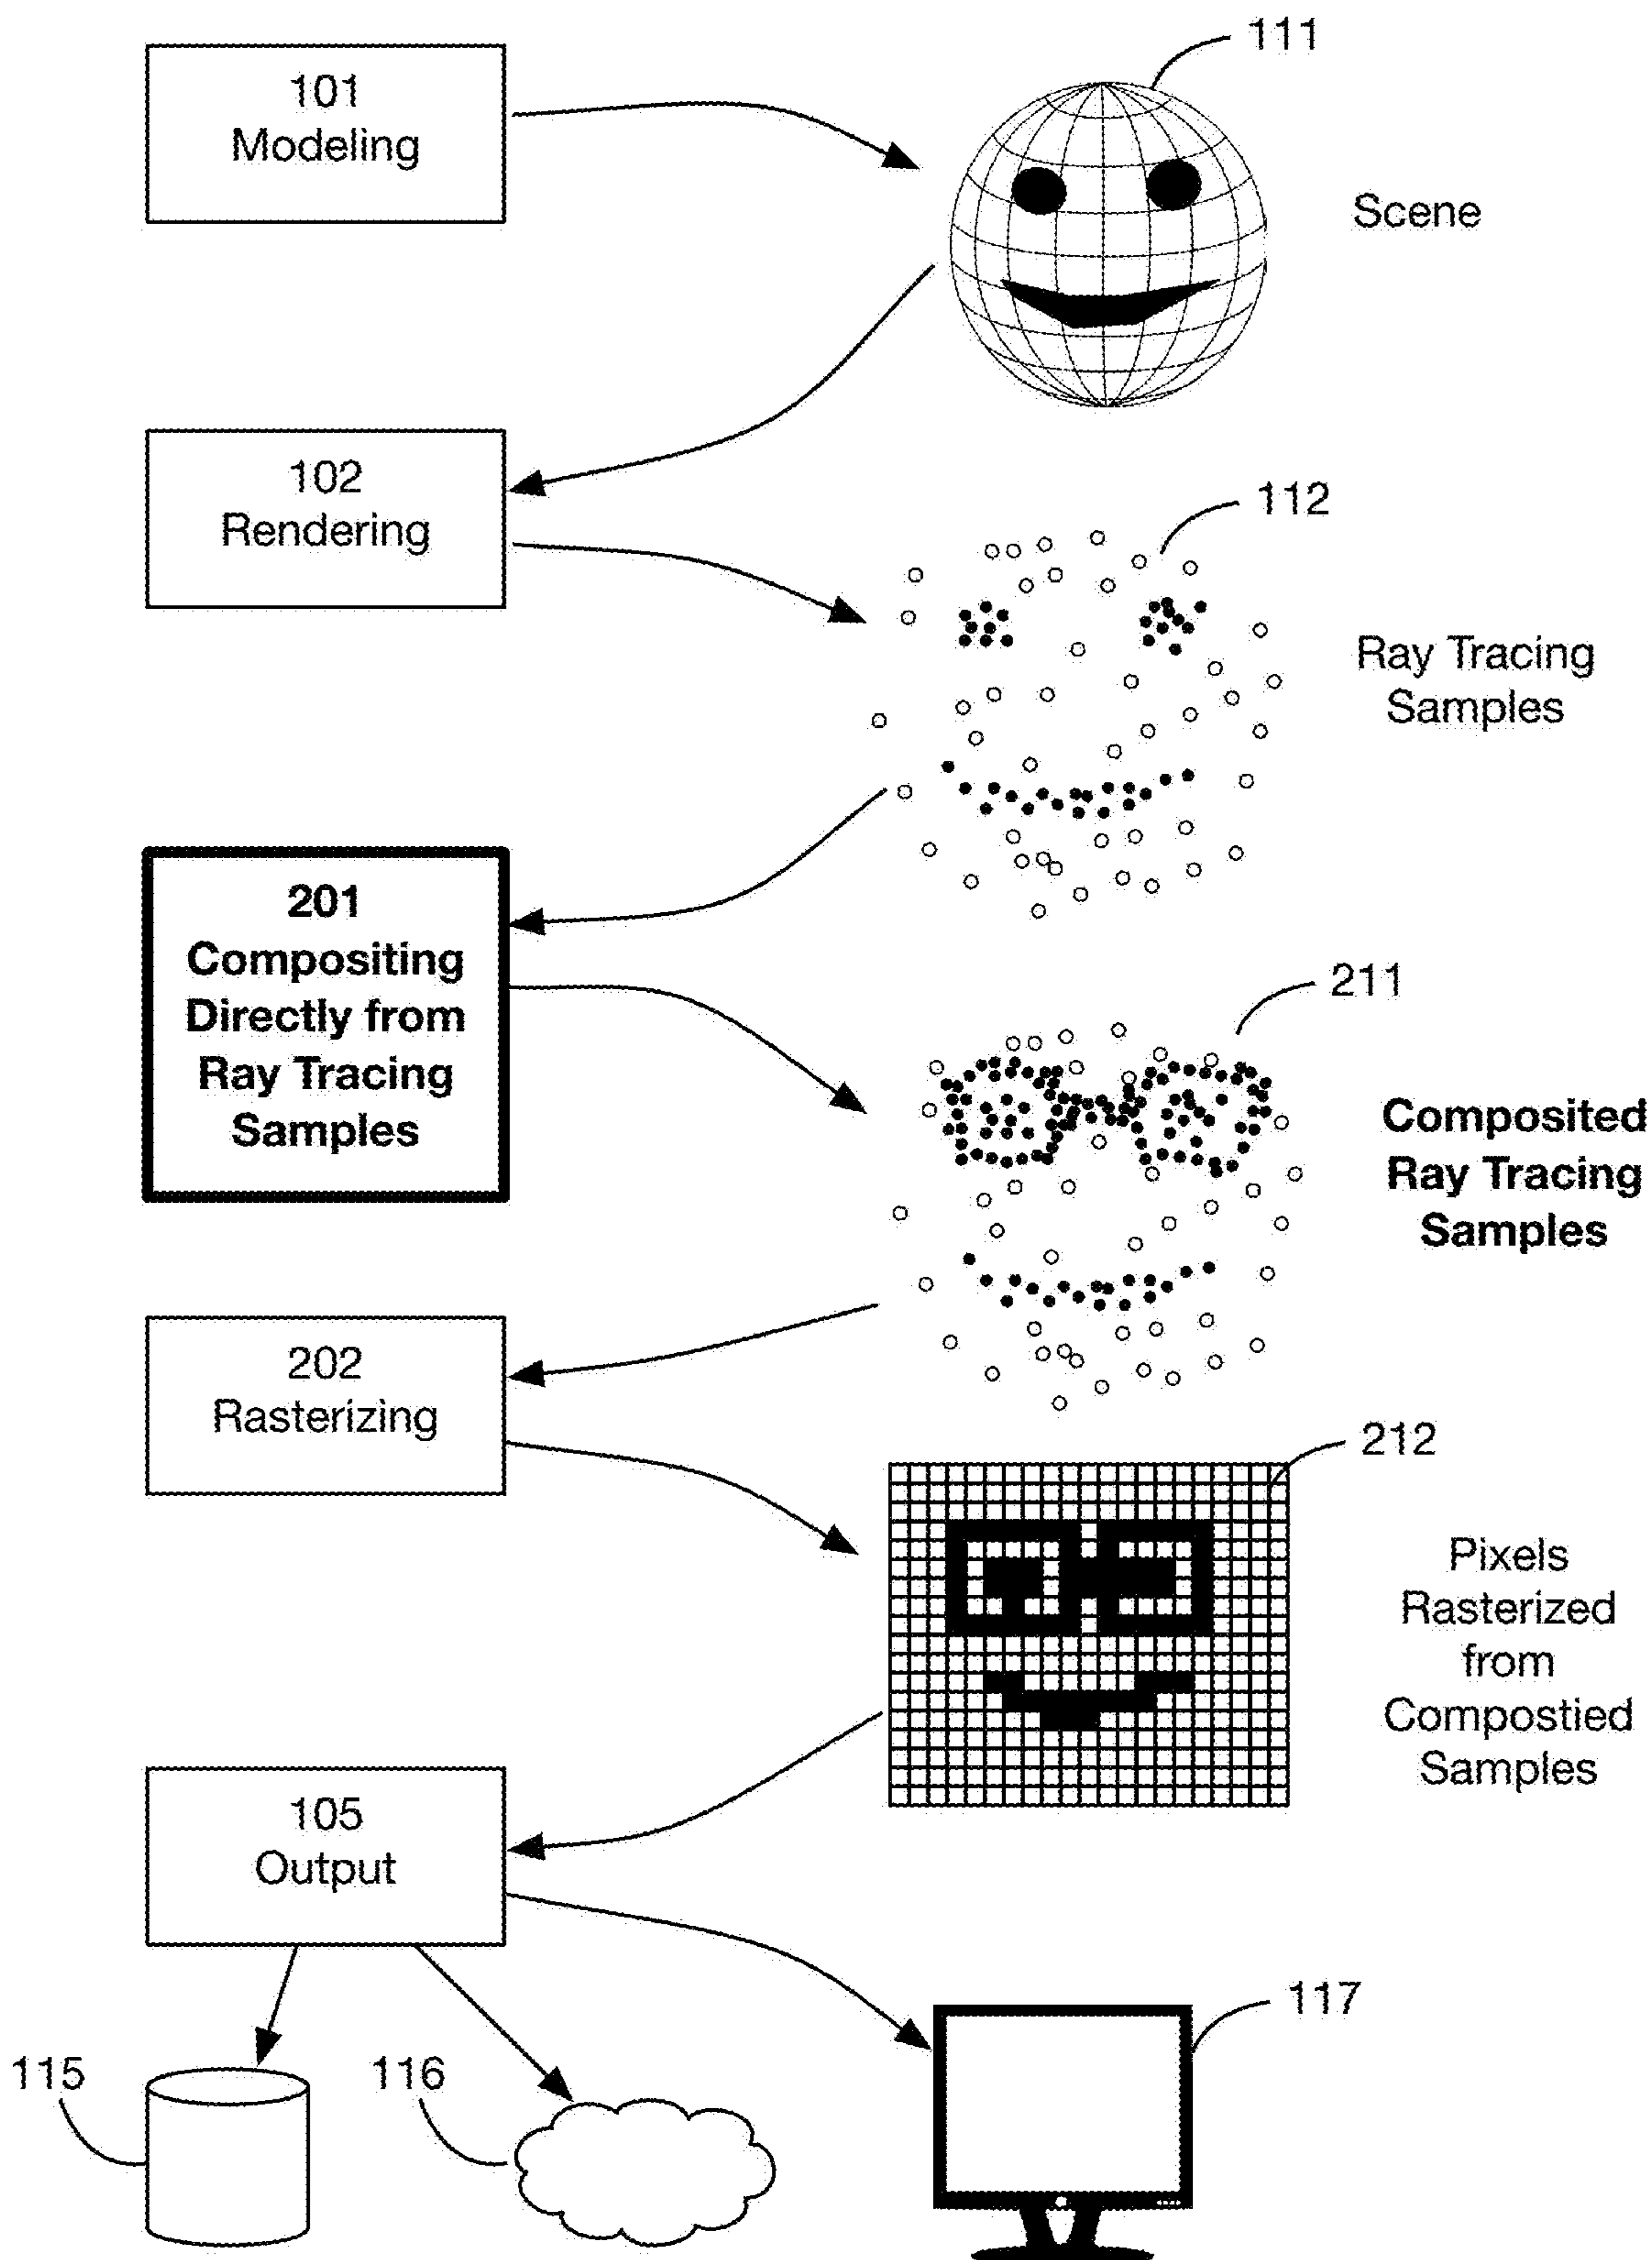 111
101
Modeling
Scene
102
Rendering
112
Ray Tracing
Samples
201
Compositing
Directly from
Ray Tracing
Samples
211
Composited
Ray Tracing
Samples
202
Rasterizing
212
Pixels
Rasterized
from
Compostied
Samples
105
Output
115
116
117